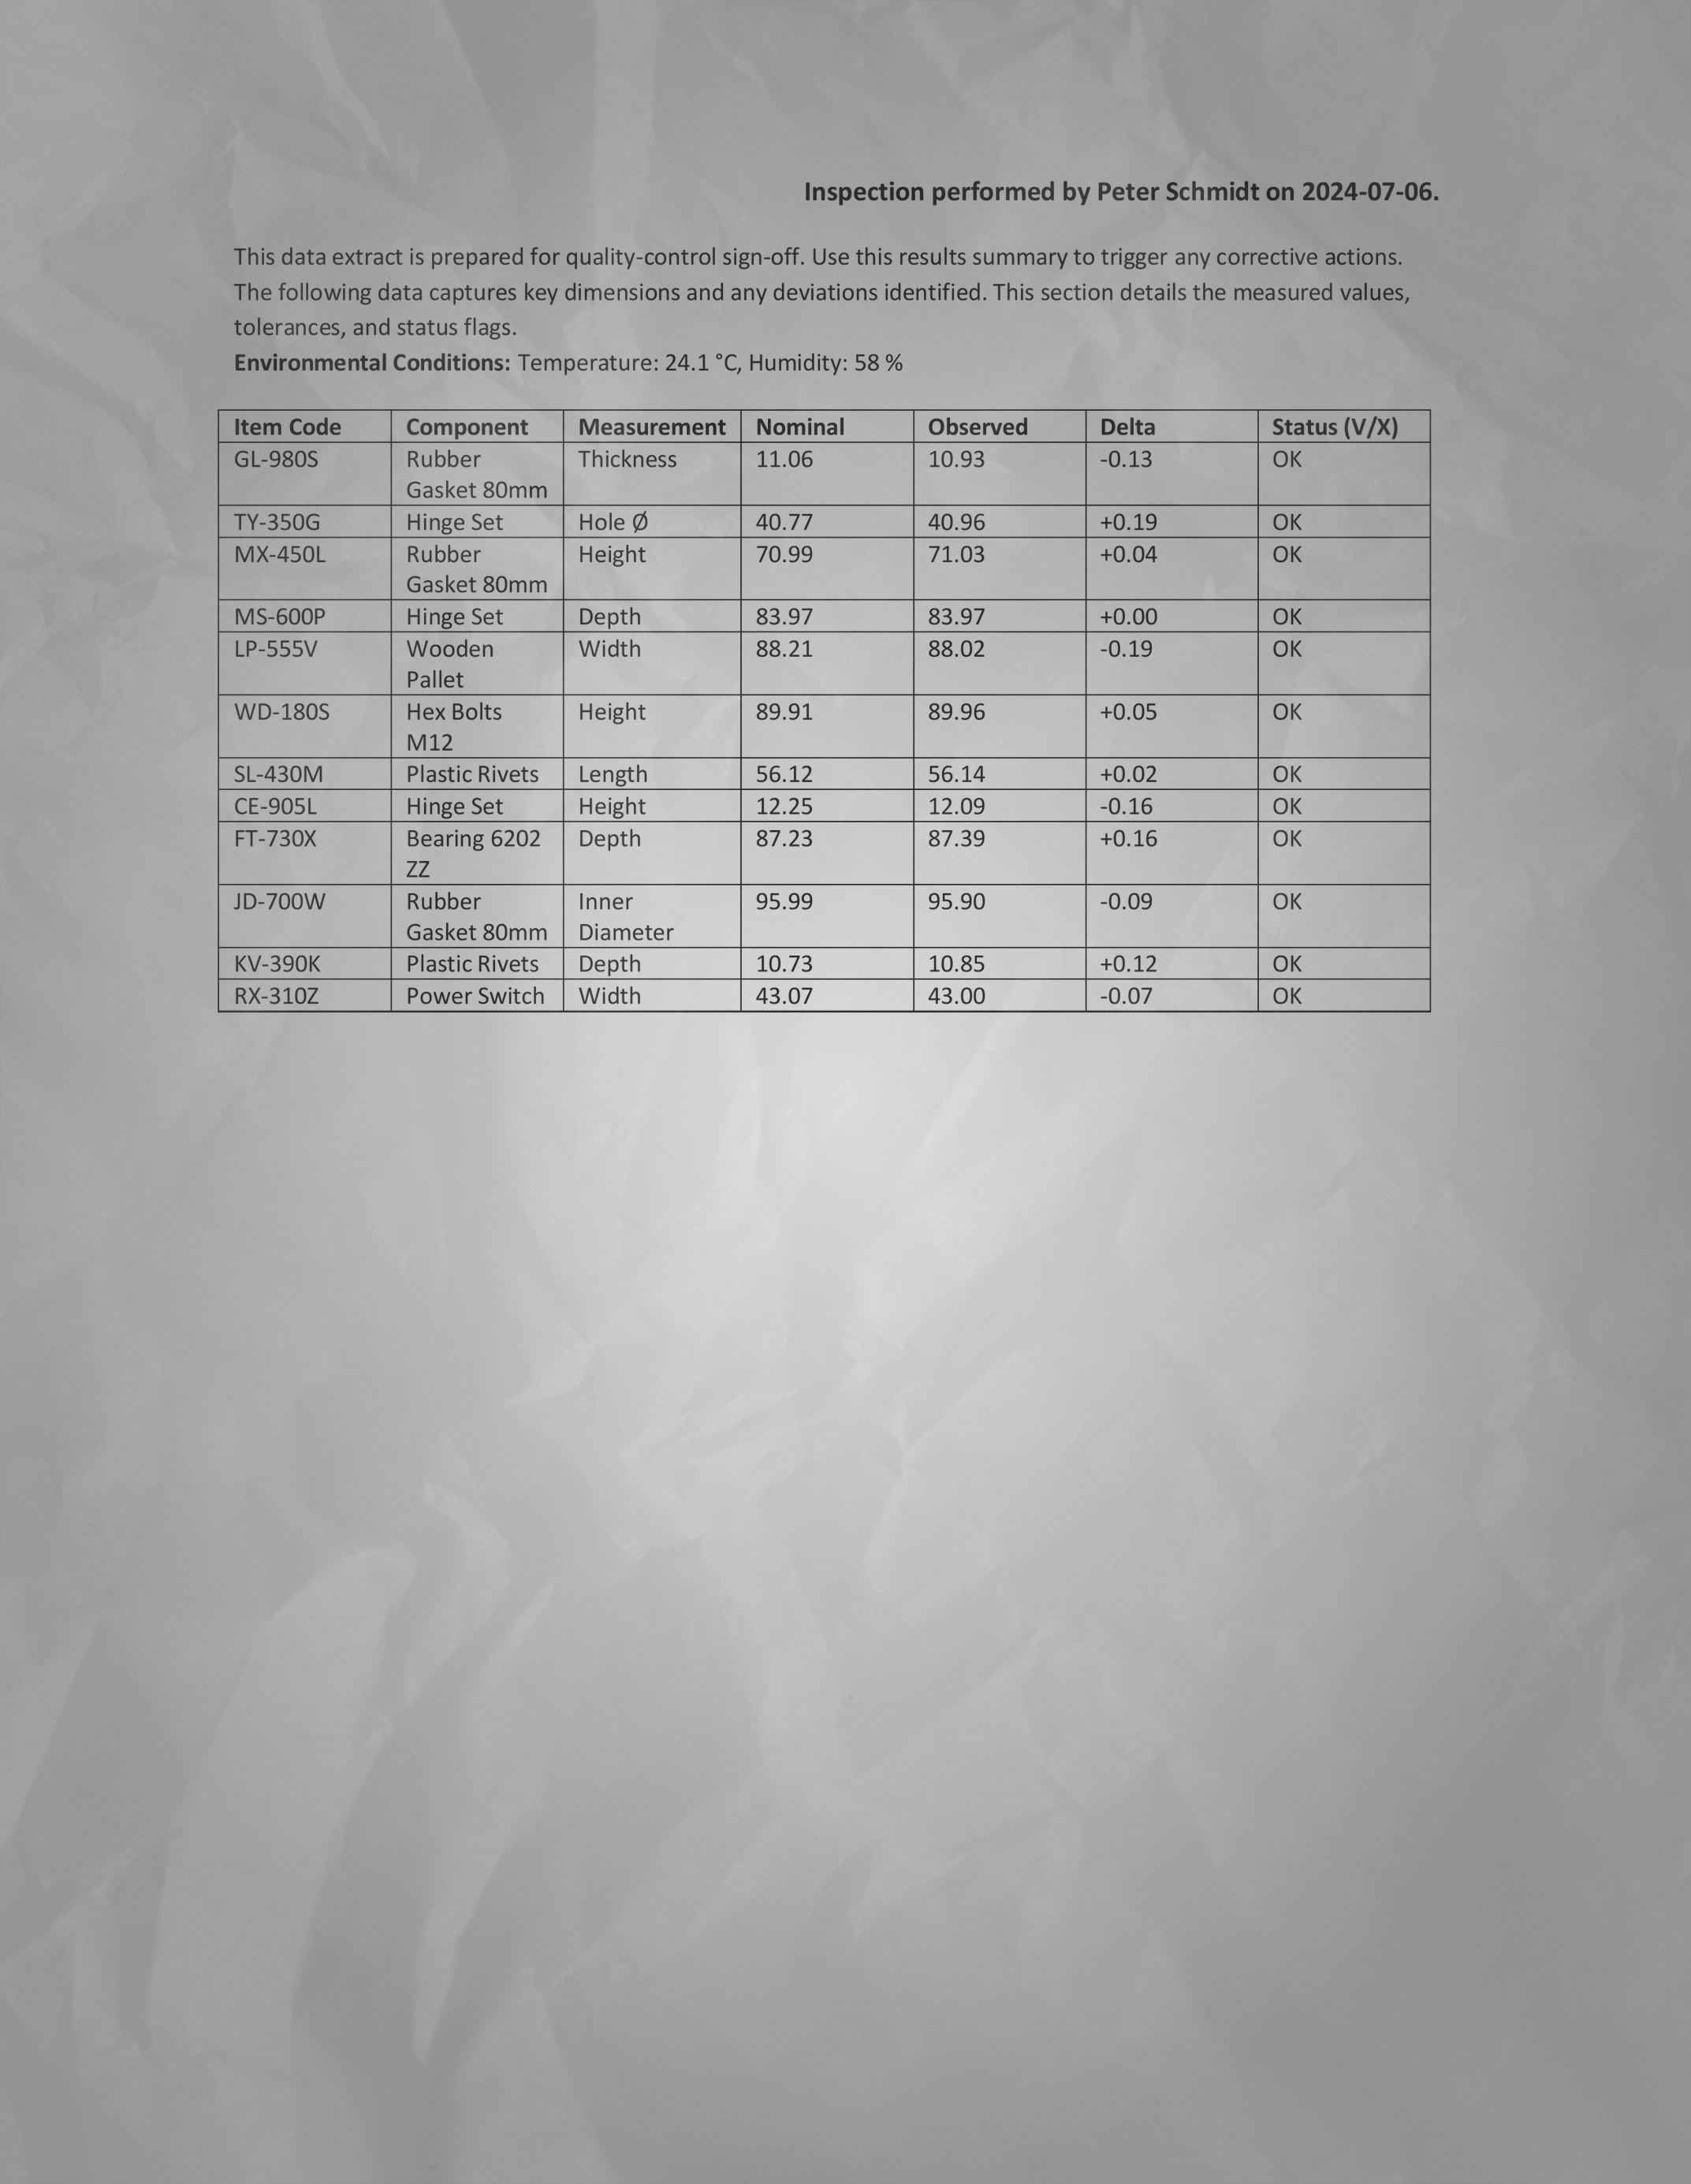 Inspection performed by Peter Schmidt on 2024-07-06.
This data extract is prepared for quality-control sign-off. Use this results summary to trigger any corrective actions.
The following data captures key dimensions and any deviations identified. This section details the measured values,
tolerances, and status flags.
Environmental Conditions: Temperature: 24.1 °C, Humidity: 58 %
Item Code Component Measurement Nominal Observed Delta Status (V/X)
GL-980S Rubber Thickness 11.06 10.93 -0.13 OK
Gasket 80mm
TY-350G Hinge Set Hole Ø 40.77 40.96 +0.19 OK
MX-450L Rubber Height 70.99 71.03 +0.04 OK
Gasket 80mm
MS-600P Hinge Set Depth 83.97 83.97 +0.00 OK
LP-555V Wooden Width 88.21 88.02 -0.19 OK
Pallet
WD-180S Hex Bolts Height 89.91 89.96 +0.05 OK
M12
SL-430M Plastic Rivets Length 56.12 56.14 +0.02 OK
CE-905L Hinge Set Height 12.25 12.09 -0.16 OK
FT-730X Bearing 6202 Depth 87.23 87.39 +0.16 OK
ZZ
JD-700W Rubber Inner 95.99 95.90 -0.09 OK
Gasket 80mm Diameter
KV-390K Plastic Rivets Depth 10.73 10.85 +0.12 OK
RX-310Z Power Switch Width 43.07 43.00 -0.07 OK